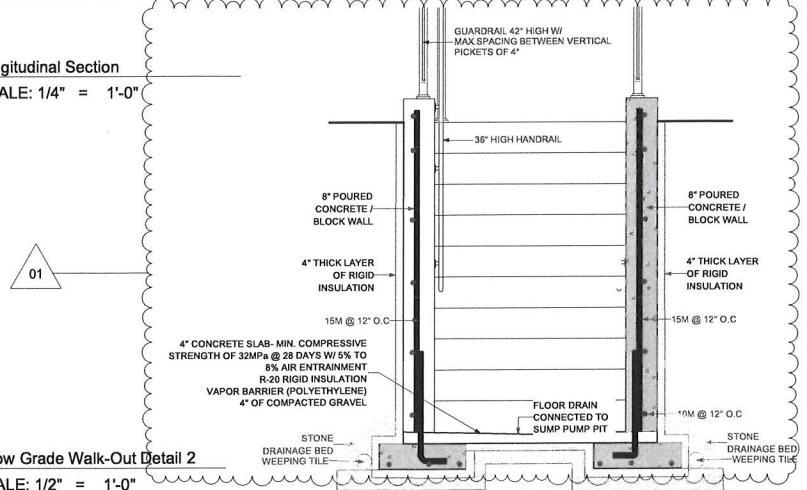 gitudinal Section
ALE: 1/4" = 1'-0"
GUARDRAIL 42" HIGH W/
MAX.SPACING BETWEEN VERTICAL
PICKETS OF 4"
36" HIGH HANDRAIL
8" POURED
CONCRETE /
BLOCK WALL
8" POURED
CONCRETE /
BLOCK WALL
01
4" THICK LAYER
OF RIGID
INSULATION
4" THICK LAYER
OF RIGID
INSULATION
15M @ 12" O.C
15M @ 12" O.C
4" CONCRETE SLAB- MIN. COMPRESSIVE
STRENGTH OF 32MPa @ 28 DAYS W/ 5% TO
8% AIR ENTRAINMENT
R-20 RIGID INSULATION
VAPOR BARRIER (POLYETHYLENE)
4" OF COMPACTED GRAVEL
FLOOR DRAIN
CONNECTED TO
SUMP PUMP PIT
10M @ 12" O.C
STONE
DRAINAGE BED
WEEPING TILE
STONE
DRAINAGE BED
WEEPING TILE
ow Grade Walk-Out Detail 2
ALE: 1/2" = 1'-0"